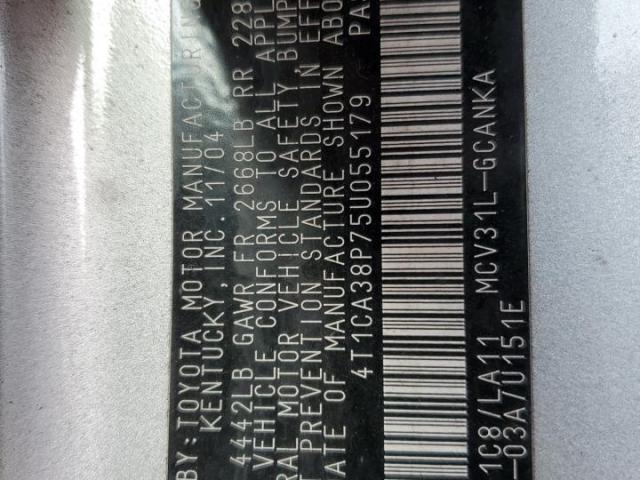 BY:TOYOTA MOTOR MANUFACTURING
KENTUCKY, INC. 11/04
4442LB GAWR FR 2668LB RR 228
VEHICLE CONFORMS TO ALL APPL
RAL MOTOR VEHICLE SAFETY BUMP
T PREVENTION STANDARDS IN EFF
ATE OF MANUFACTURE SHOWN ABO
4T1CA38P75U055179 PA
1C8/LA11 MCV31L-GCANKA
-03A/0151E